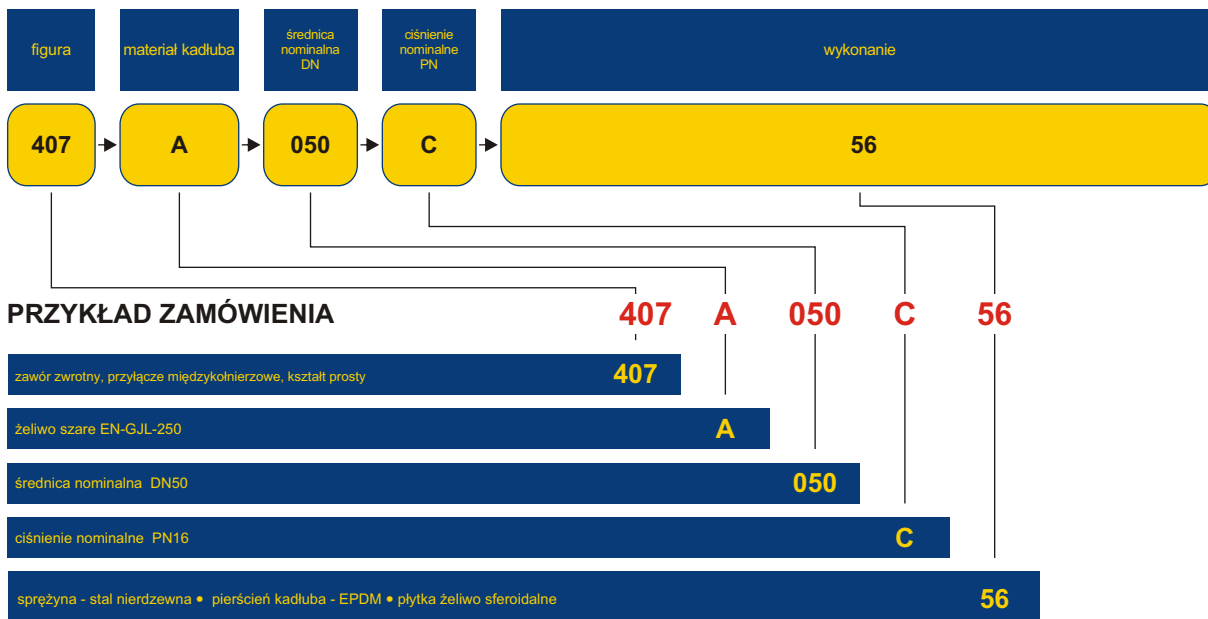 figura
materiał kadłuba
średnica
nominalna
DN
ciśnienie
nominalne
PN
wykonanie
407
A
050
C
56
PRZYKŁAD ZAMÓWIENIA
407 A 050 C 56
zawór zwrotny, przyłącze międzykołnierzowe, kształt prosty 407
żeliwo szare EN-GJL-250 A
średnica nominalna DN50 050
ciśnienie nominalne PN16 C
sprężyna - stal nierdzewna • pierścień kadłuba - EPDM • płytka żeliwo sferoidalne 56